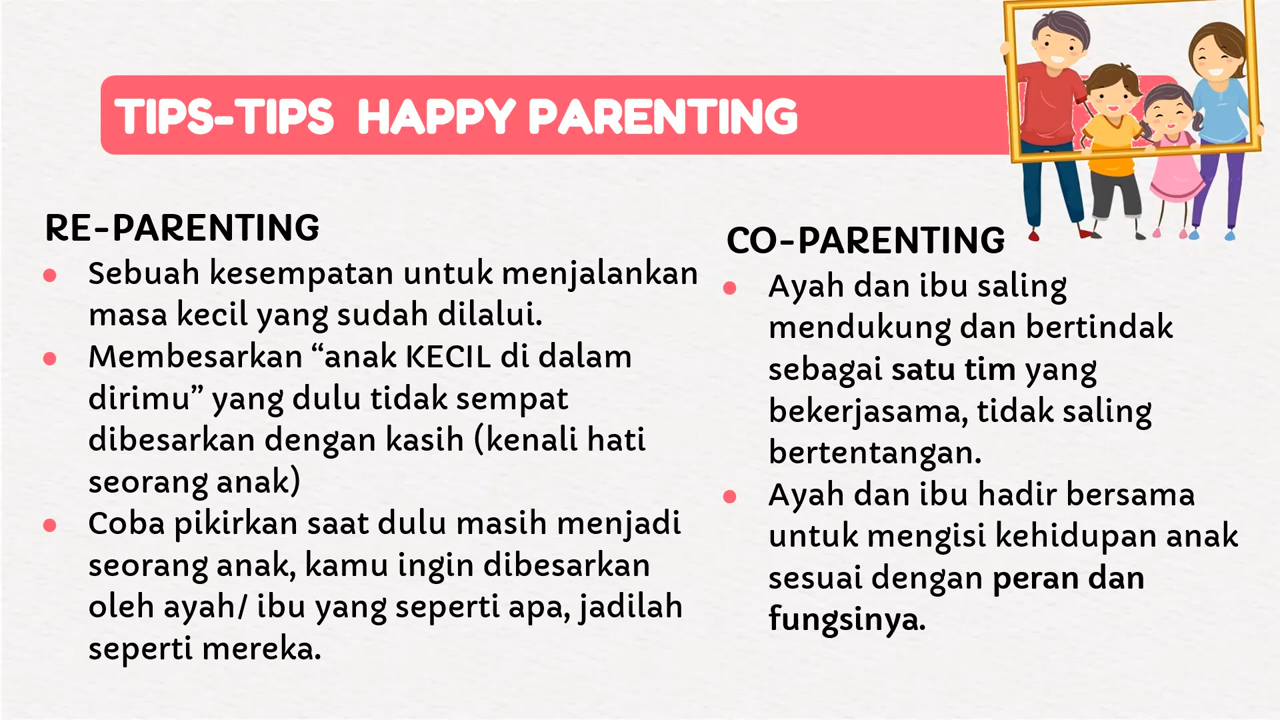 TIPS-TIPS  HAPPY PARENTING
RE-PARENTING
● Sebuah kesempatan untuk menjalankan
masa kecil yang sudah dilalui.
● Membesarkan “anak KECIL di dalam
dirimu” yang dulu tidak sempat
dibesarkan dengan kasih (kenali hati
seorang anak)
● Coba pikirkan saat dulu masih menjadi
seorang anak, kamu ingin dibesarkan
oleh ayah/ ibu yang seperti apa, jadilah
seperti mereka.
CO-PARENTING
● Ayah dan ibu saling
mendukung dan bertindak
sebagai satu tim yang
bekerjasama, tidak saling
bertentangan.
● Ayah dan ibu hadir bersama
untuk mengisi kehidupan anak
sesuai dengan peran dan
fungsinya.